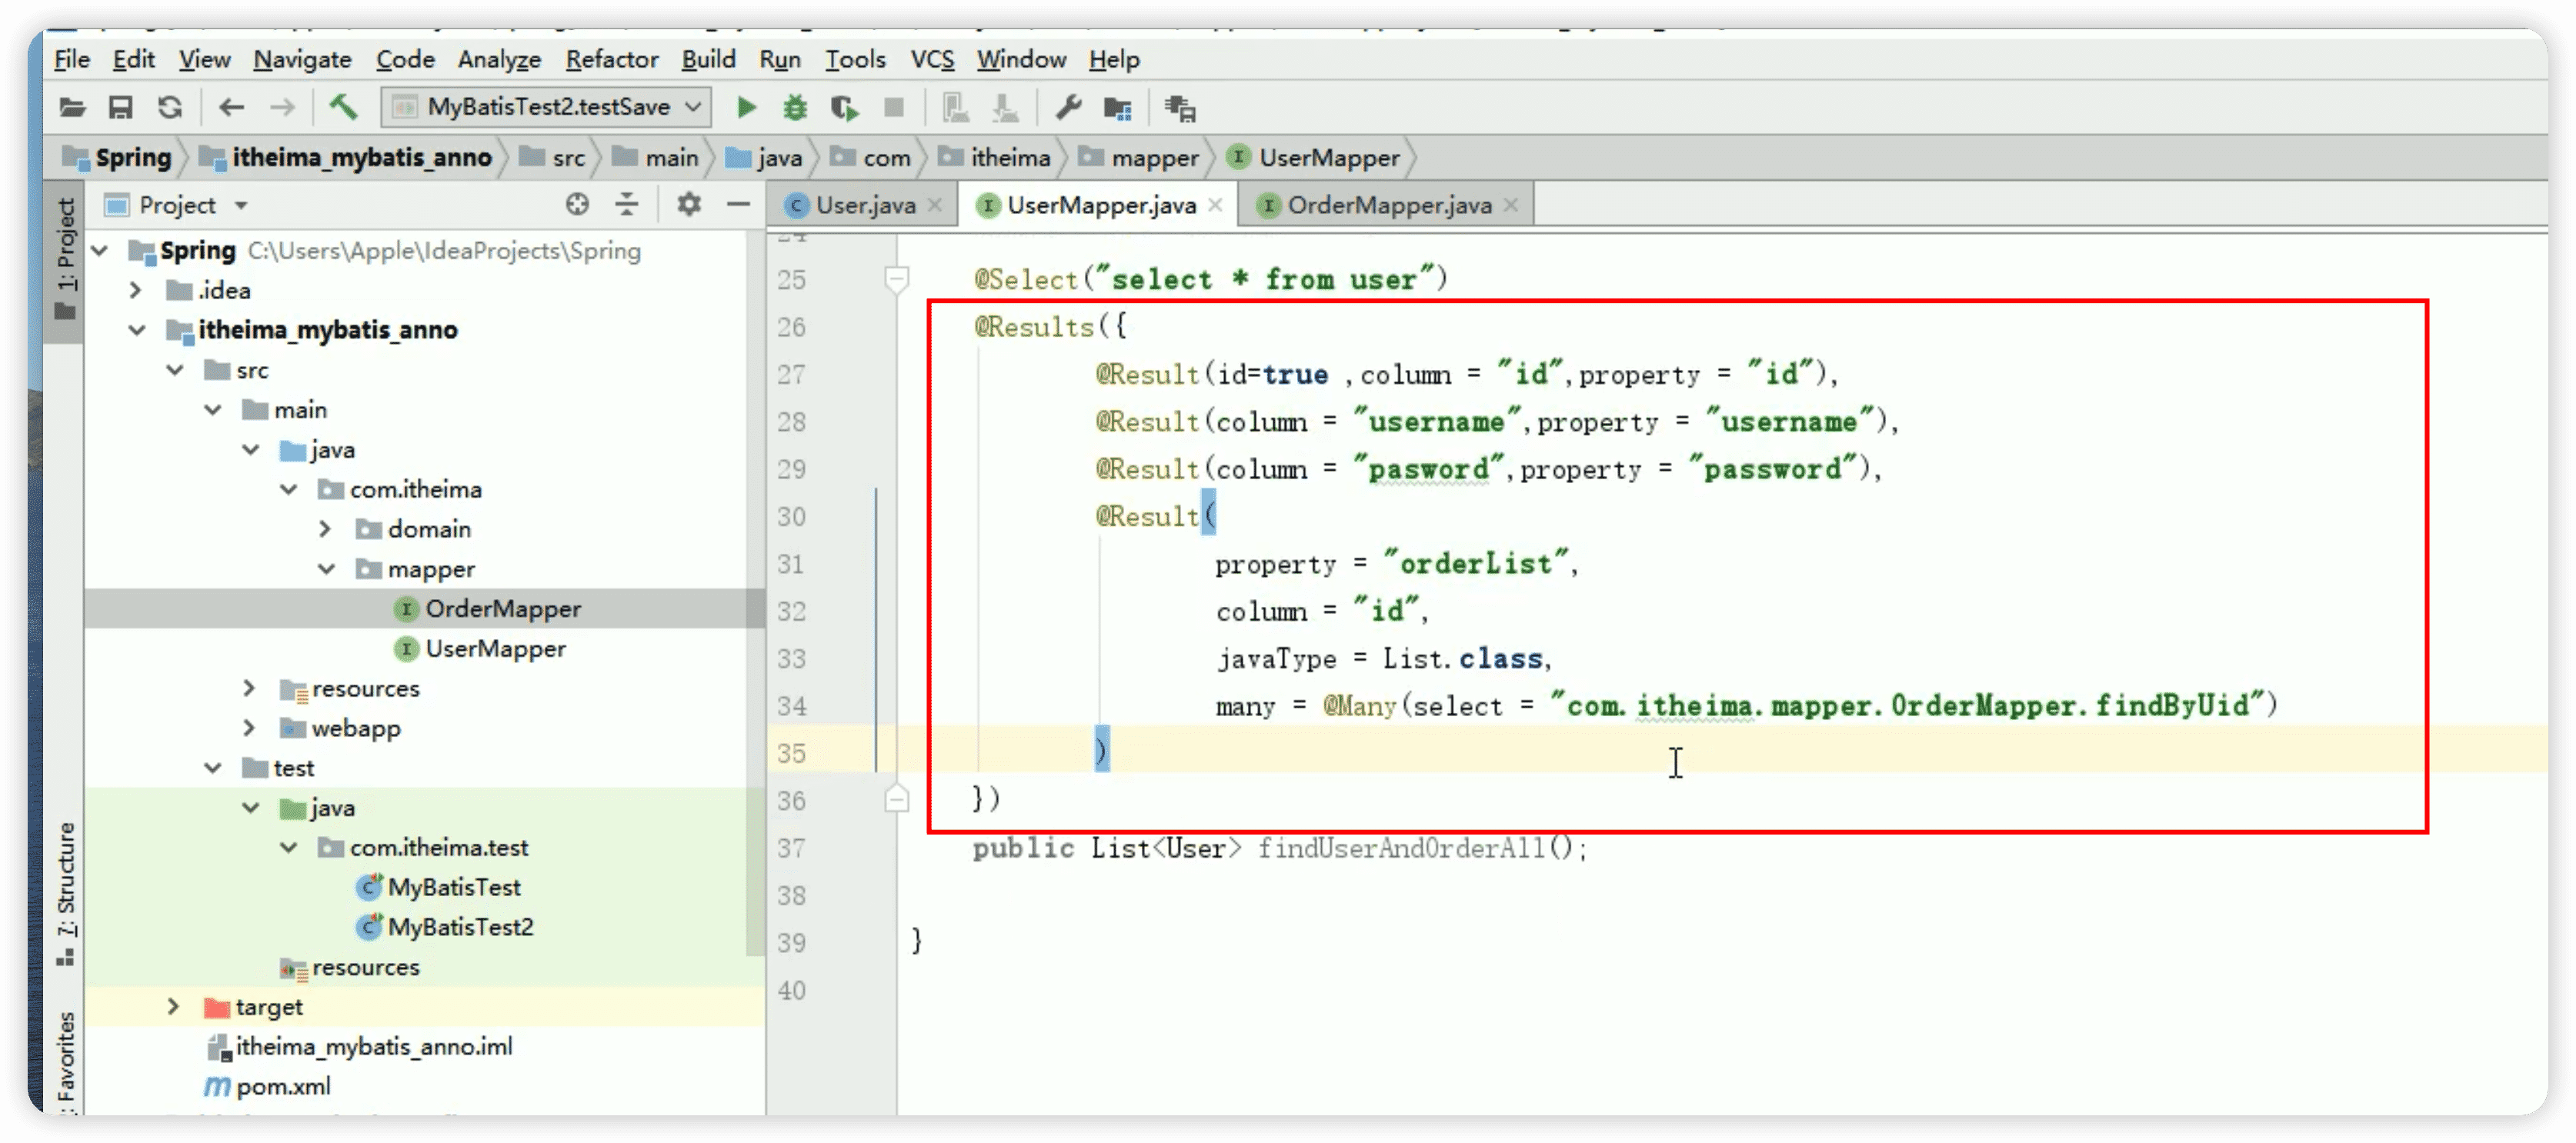 File Edit View Navigate Code Analyze Refactor Build Run Tools VCS Window Help
MyBatisTest2.testSave
Spring itheima_mybatis_anno src main java com itheima mapper UserMapper
1: Project
7: Structure
Favorites
Project
Spring C:\Users\Apple\IdeaProjects\Spring
.idea
itheima_mybatis_anno
src
main
java
com.itheima
domain
mapper
OrderMapper
UserMapper
resources
webapp
test
java
com.itheima.test
MyBatisTest
MyBatisTest2
resources
target
itheima_mybatis_anno.iml
pom.xml
User.java UserMapper.java OrderMapper.java
24
25 @Select("select * from user")
26 @Results({
27 @Result(id=true ,column = "id",property = "id"),
28 @Result(column = "username",property = "username"),
29 @Result(column = "pasword",property = "password"),
30 @Result(
31 property = "orderList",
32 column = "id",
33 javaType = List.class,
34 many = @Many(select = "com.itheima.mapper.OrderMapper.findByUid")
35 )
36 })
37 public List<User> findUserAndOrderAll();
38
39 }
40